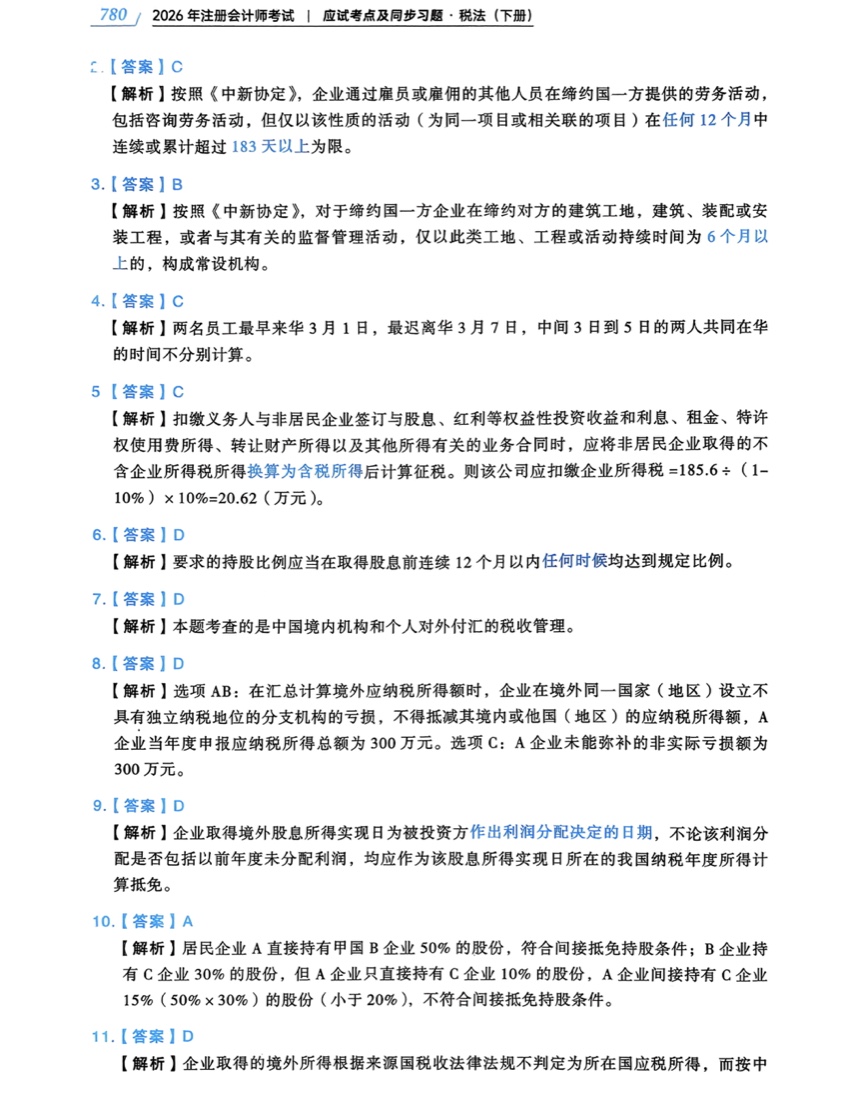 780 2026 年注册会计师考试 | 应试考点及同步习题·税法（下册）
2.【答案】C
【解析】按照《中新协定》，企业通过雇员或雇佣的其他人员在缔约国一方提供的劳务活动，
包括咨询劳务活动，但仅以该性质的活动（为同一项目或相关联的项目）在任何 12 个月中
连续或累计超过 183 天以上为限。
3.【答案】B
【解析】按照《中新协定》，对于缔约国一方企业在缔约对方的建筑工地，建筑、装配或安
装工程，或者与其有关的监督管理活动，仅以此类工地、工程或活动持续时间为 6 个月以
上的，构成常设机构。
4.【答案】C
【解析】两名员工最早来华 3 月 1 日，最迟离华 3 月 7 日，中间 3 日到 5 日的两人共同在华
的时间不分别计算。
5【答案】C
【解析】扣缴义务人与非居民企业签订与股息、红利等权益性投资收益和利息、租金、特许
权使用费所得、转让财产所得以及其他所得有关的业务合同时，应将非居民企业取得的不
含企业所得税所得换算为含税所得后计算征税。则该公司应扣缴企业所得税 =185.6÷（1-
10%）×10%=20.62（万元）。
6.【答案】D
【解析】要求的持股比例应当在取得股息前连续 12 个月以内任何时候均达到规定比例。
7.【答案】D
【解析】本题考查的是中国境内机构和个人对外付汇的税收管理。
8.【答案】D
【解析】选项 AB：在汇总计算境外应纳税所得额时，企业在境外同一国家（地区）设立不
具有独立纳税地位的分支机构的亏损，不得抵减其境内或他国（地区）的应纳税所得额，A
企业当年度申报应纳税所得总额为 300 万元。选项 C：A 企业未能弥补的非实际亏损额为
300 万元。
9.【答案】D
【解析】企业取得境外股息所得实现日为被投资方作出利润分配决定的日期，不论该利润分
配是否包括以前年度未分配利润，均应作为该股息所得实现日所在的我国纳税年度所得计
算抵免。
10.【答案】A
【解析】居民企业 A 直接持有甲国 B 企业 50% 的股份，符合间接抵免持股条件；B 企业持
有 C 企业 30% 的股份，但 A 企业只直接持有 C 企业 10% 的股份，A 企业间接持有 C 企业
15%（50%×30%）的股份（小于 20%），不符合间接抵免持股条件。
11.【答案】D
【解析】企业取得的境外所得根据来源国税收法律法规不判定为所在国应税所得，而按中